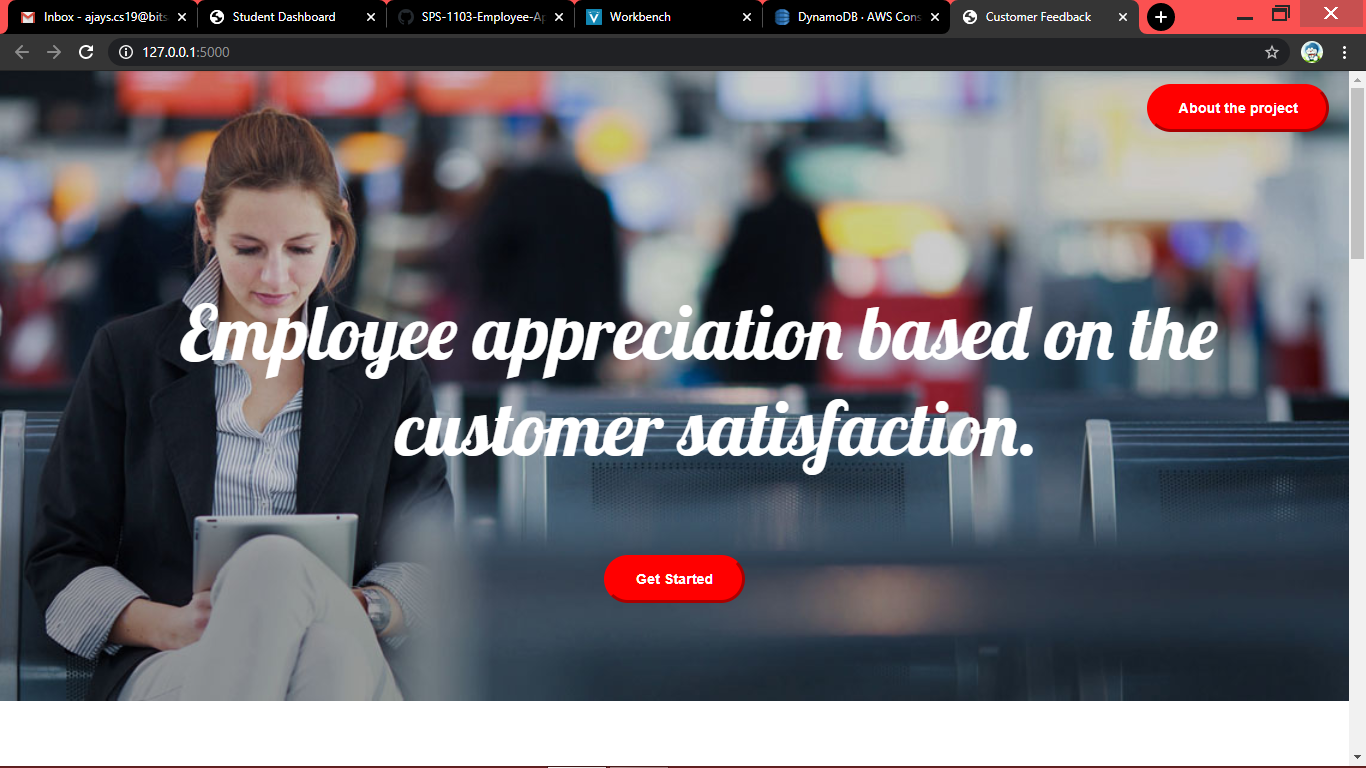 Inbox - ajays.cs19@bits
Student Dashboard
SPS-1103-Employee-Ap
Workbench
DynamoDB · AWS Cons
Customer Feedback
127.0.0.1:5000
About the project
Employee appreciation based on the
customer satisfaction.
Get Started